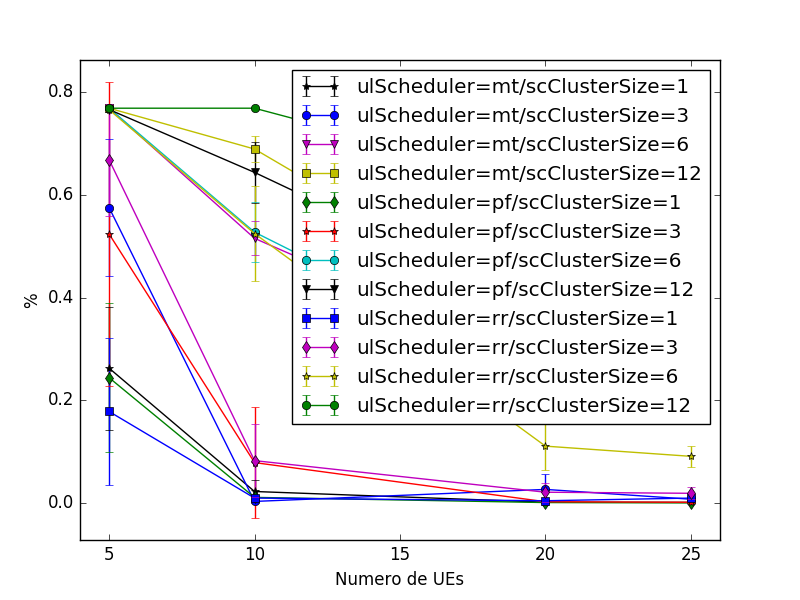 0.8
0.6
0.4
0.2
0.0
%
5
10
15
20
25
Numero de UEs
ulScheduler=mt/scClusterSize=1
ulScheduler=mt/scClusterSize=3
ulScheduler=mt/scClusterSize=6
ulScheduler=mt/scClusterSize=12
ulScheduler=pf/scClusterSize=1
ulScheduler=pf/scClusterSize=3
ulScheduler=pf/scClusterSize=6
ulScheduler=pf/scClusterSize=12
ulScheduler=rr/scClusterSize=1
ulScheduler=rr/scClusterSize=3
ulScheduler=rr/scClusterSize=6
ulScheduler=rr/scClusterSize=12